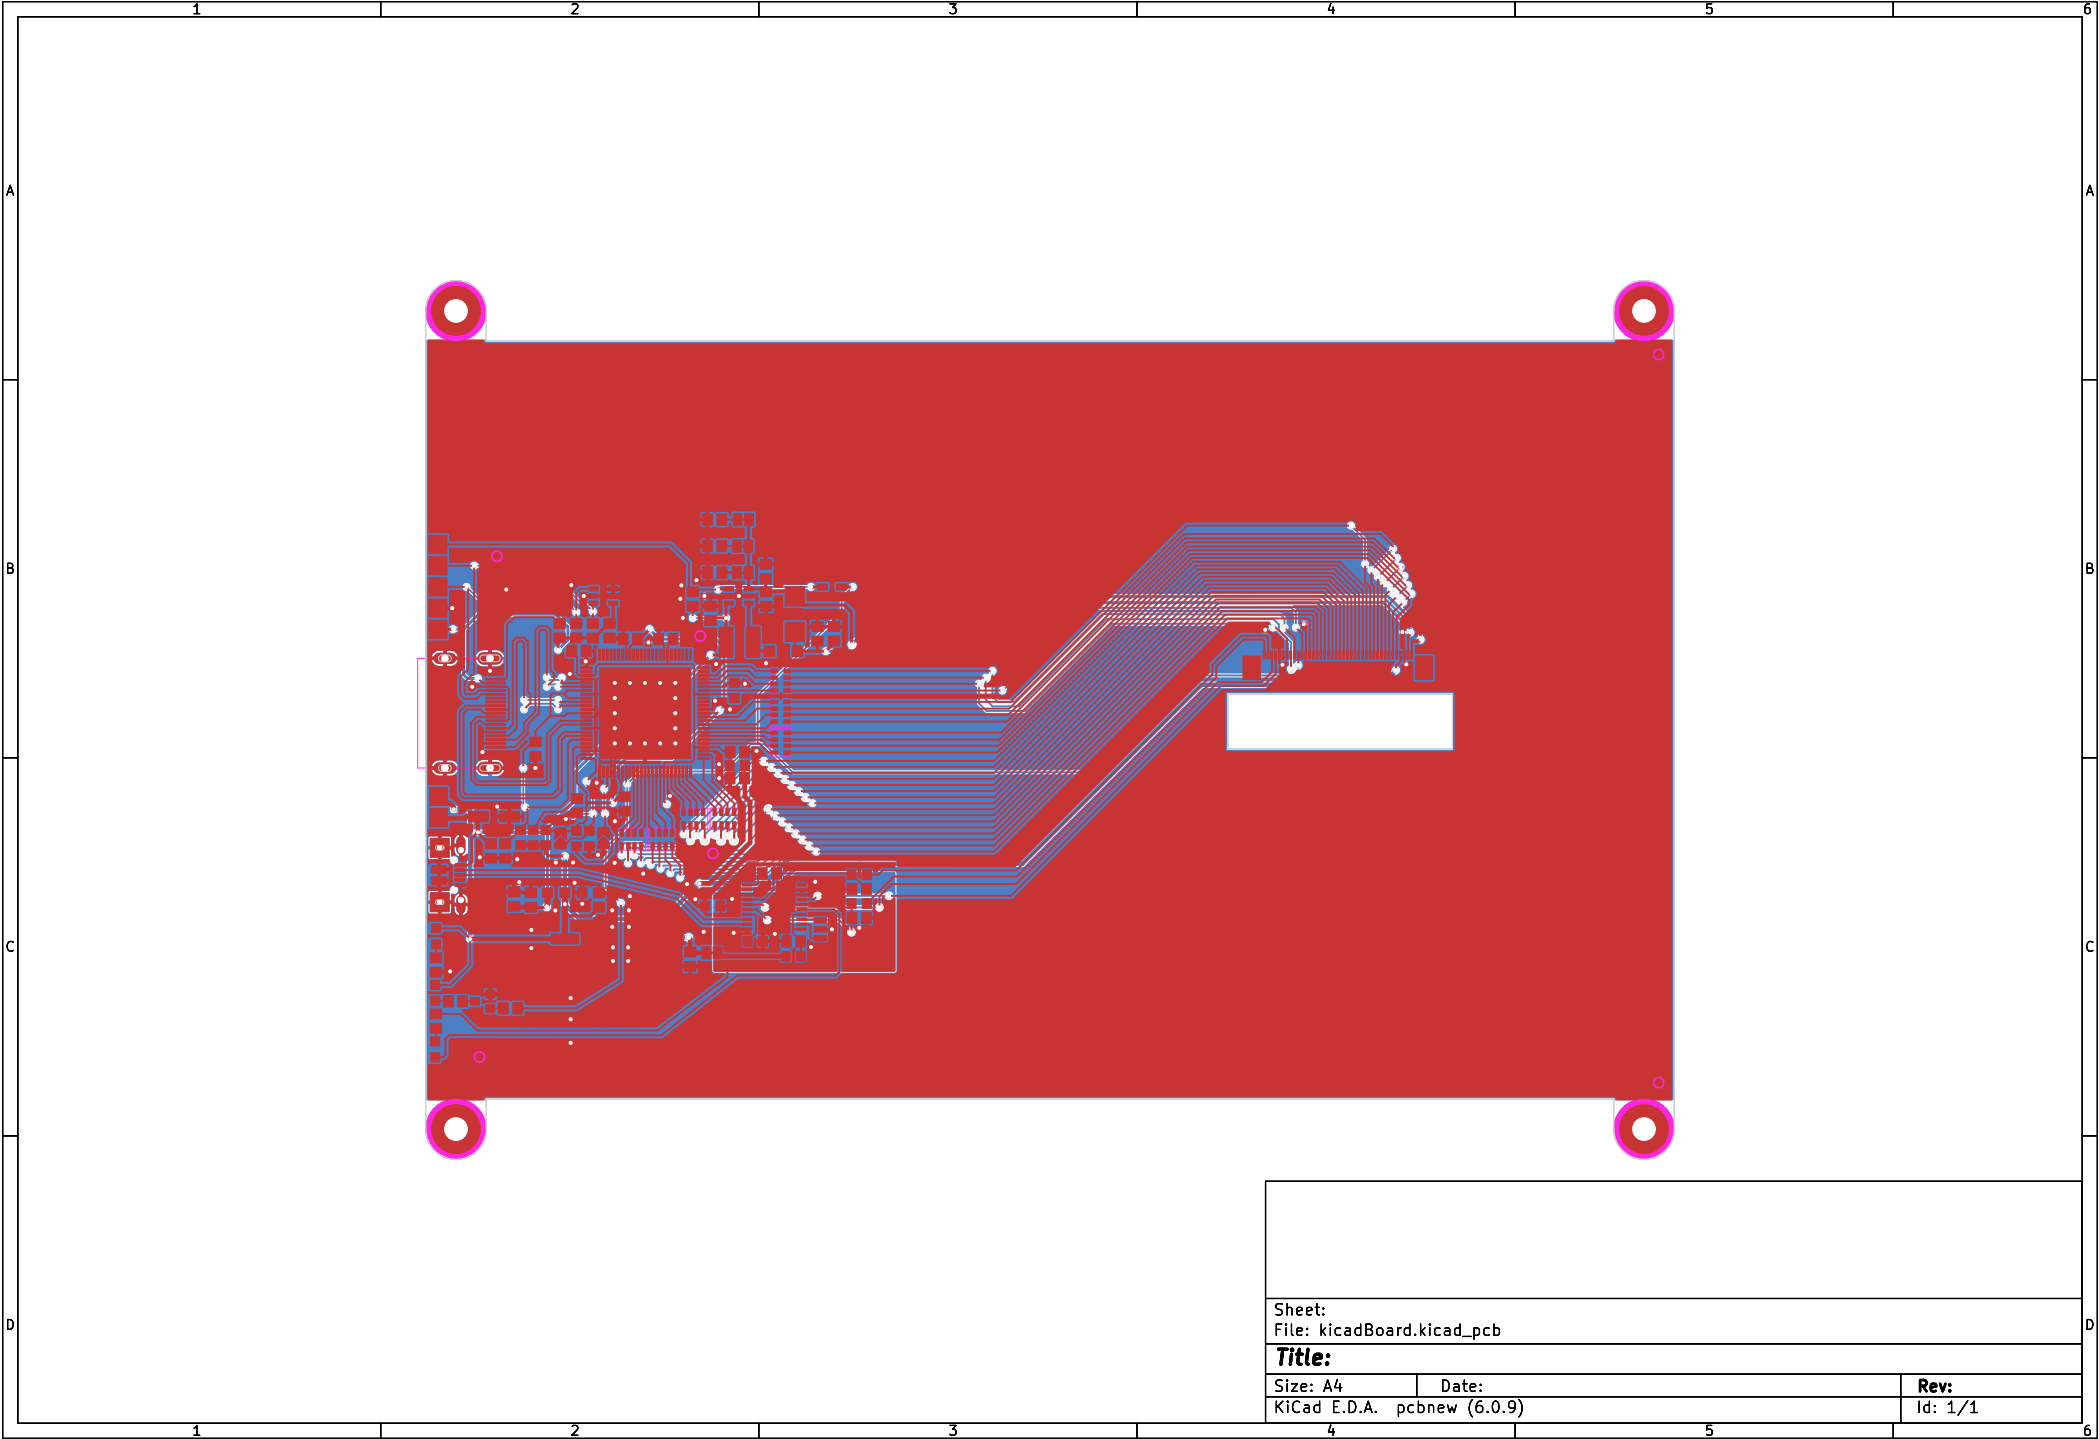 1 2 3 4 5 6
A A
B B
C C
D D
Sheet:
File: kicadBoard.kicad_pcb
Title:
Size: A4 Date: Rev:
KiCad E.D.A. pcbnew (6.0.9) Id: 1/1
1 2 3 4 5 6